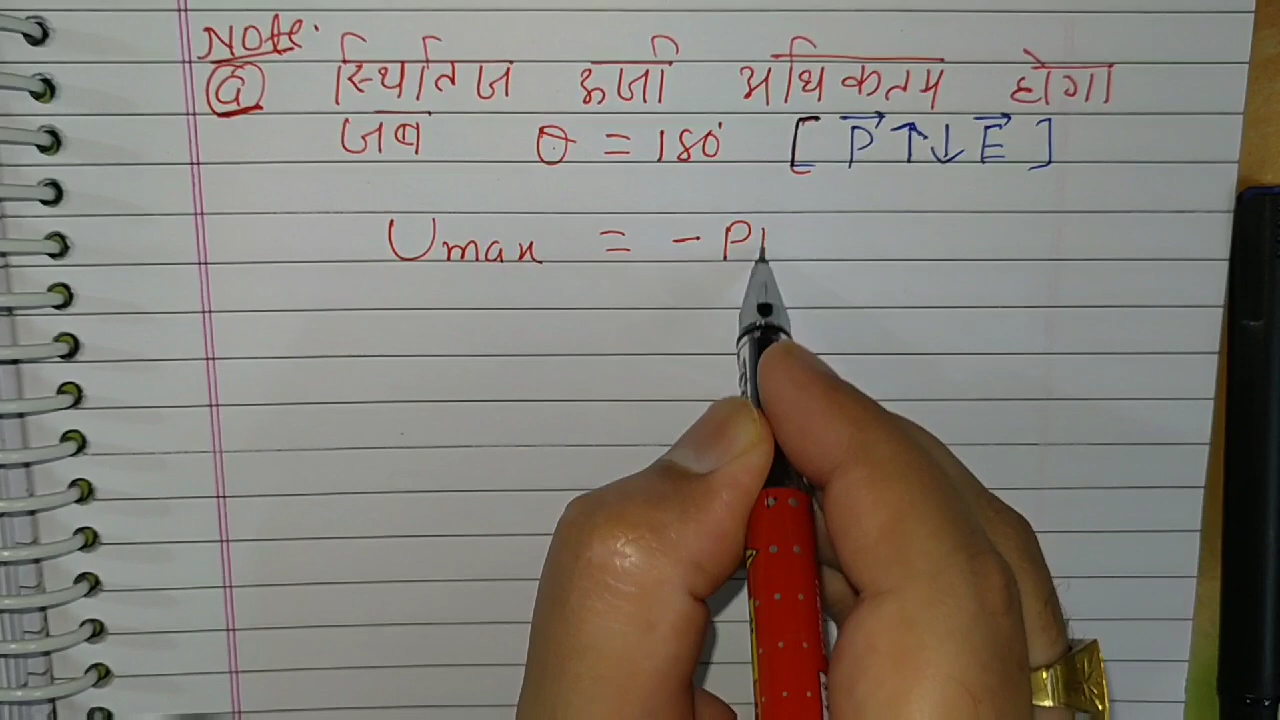 Note:
(a) स्थितिज ऊर्जा अधिकतम होगा
जब θ = 180° [ P⃗ ↑↓ E⃗ ]
Umax = - P